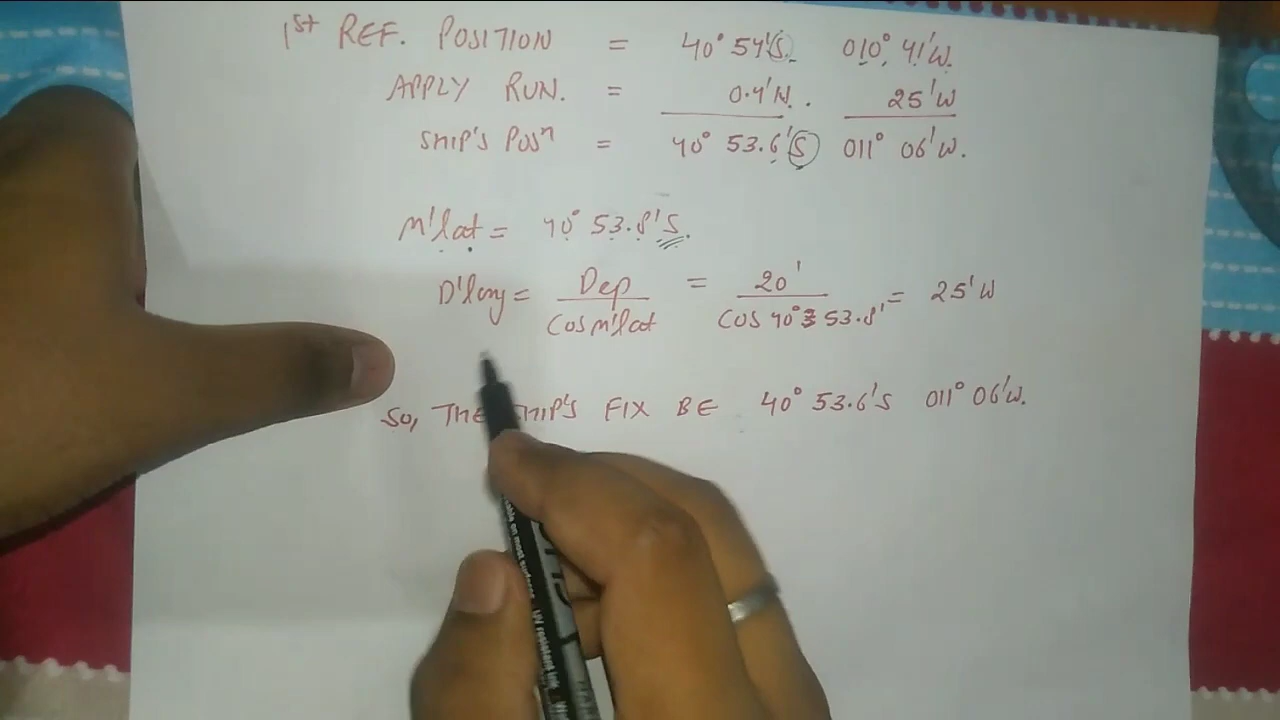 1st REF. POSITION = 40° 54'S. 010° 41'W.
APPLY RUN. = 0.4'N. 25'W
SHIP'S POSn = 40° 53.6'S 011° 06'W.
M'lat = 40° 53.8'S.
D'long = Dep / Cos m'lat = 20' / COS 40° 53.8' = 25'W
SO, THE SHIP'S FIX BE 40° 53.6'S 011° 06'W.